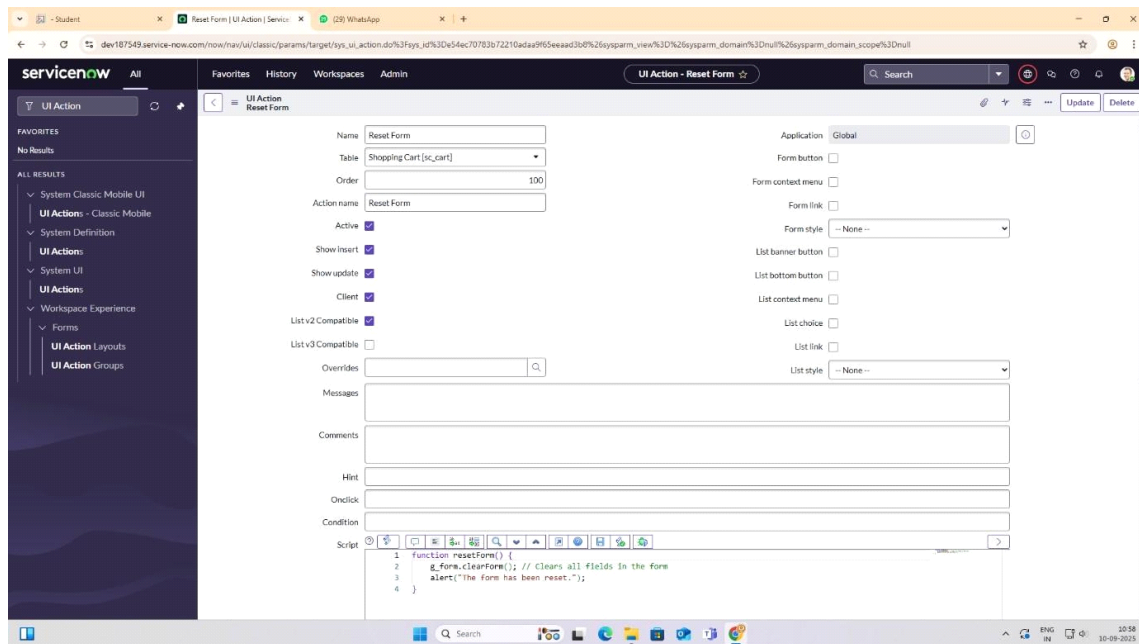 - Student
Reset Form | UI Action | Service
(29) WhatsApp
dev187549.service-now.com/now/nav/ui/classic/params/target/sys_ui_action.do%3Fsys_id%3De54ec70783b72210adaa9f65eeaad3b8%26sysparm_view%3D%26sysparm_domain%3Dnull%26sysparm_domain_scope%3Dnull
servicenow All Favorites History Workspaces Admin UI Action - Reset Form Search
UI Action
UI Action
Reset Form
Update Delete
FAVORITES
No Results
ALL RESULTS
System Classic Mobile UI
UI Actions - Classic Mobile
System Definition
UI Actions
System UI
UI Actions
Workspace Experience
Forms
UI Action Layouts
UI Action Groups
Name Reset Form
Table Shopping Cart [sc_cart]
Order 100
Action name Reset Form
Active
Show insert
Show update
Client
List v2 Compatible
List v3 Compatible
Overrides
Application Global
Form button
Form context menu
Form link
Form style -- None --
List banner button
List bottom button
List context menu
List choice
List link
List style -- None --
Messages
Comments
Hint
Onclick
Condition
Script
1 function resetForm() {
2 g_form.clearForm(); // Clears all fields in the form
3 alert("The form has been reset.");
4 }
Search
ENG
IN
10:58
10-09-2025